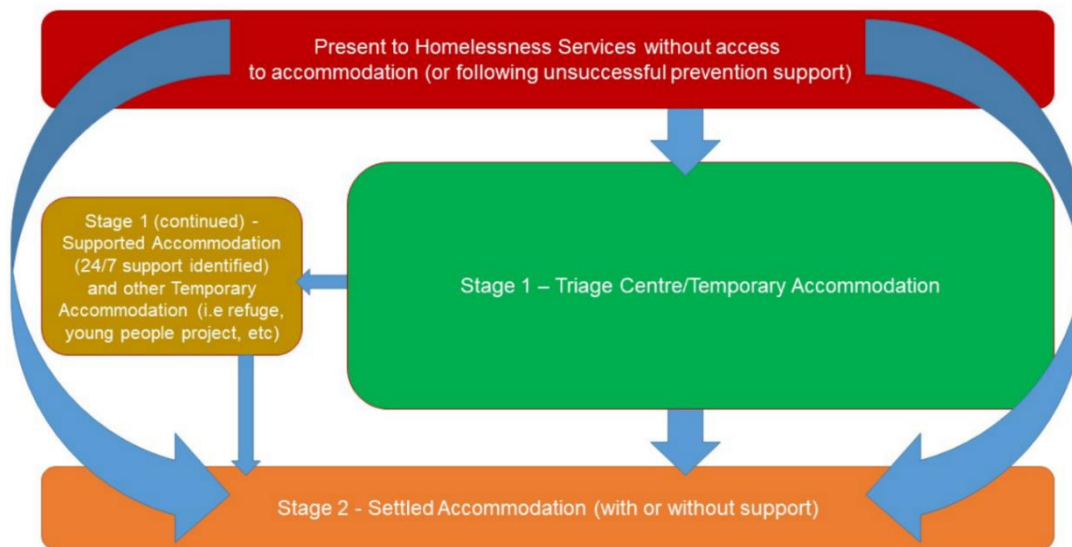 Present to Homelessness Services without access
to accommodation (or following unsuccessful prevention support)
Stage 1 (continued) -
Supported Accommodation
(24/7 support identified)
and other Temporary
Accommodation (i.e refuge,
young people project, etc)
Stage 1 – Triage Centre/Temporary Accommodation
Stage 2 - Settled Accommodation (with or without support)